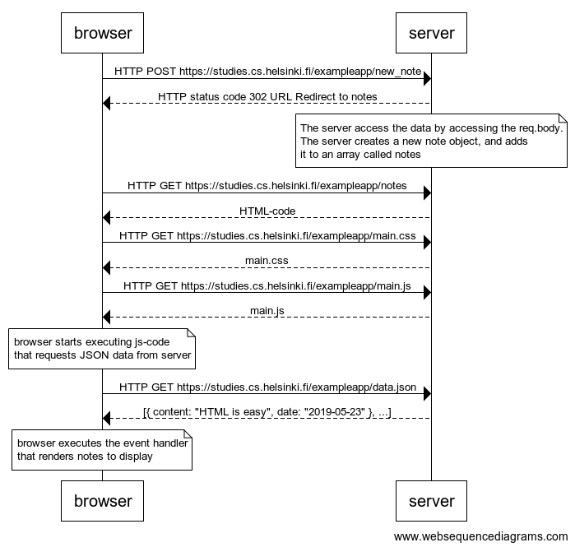 browser
server
HTTP POST https://studies.cs.helsinki.fi/exampleapp/new_note
HTTP status code 302 URL Redirect to notes
The server access the data by accessing the req.body.
The server creates a new note object, and adds
it to an array called notes
HTTP GET https://studies.cs.helsinki.fi/exampleapp/notes
HTML-code
HTTP GET https://studies.cs.helsinki.fi/exampleapp/main.css
main.css
HTTP GET https://studies.cs.helsinki.fi/exampleapp/main.js
main.js
browser starts executing js-code
that requests JSON data from server
HTTP GET https://studies.cs.helsinki.fi/exampleapp/data.json
[{ content: "HTML is easy", date: "2019-05-23" }, ...]
browser executes the event handler
that renders notes to display
browser
server
www.websequencediagrams.com